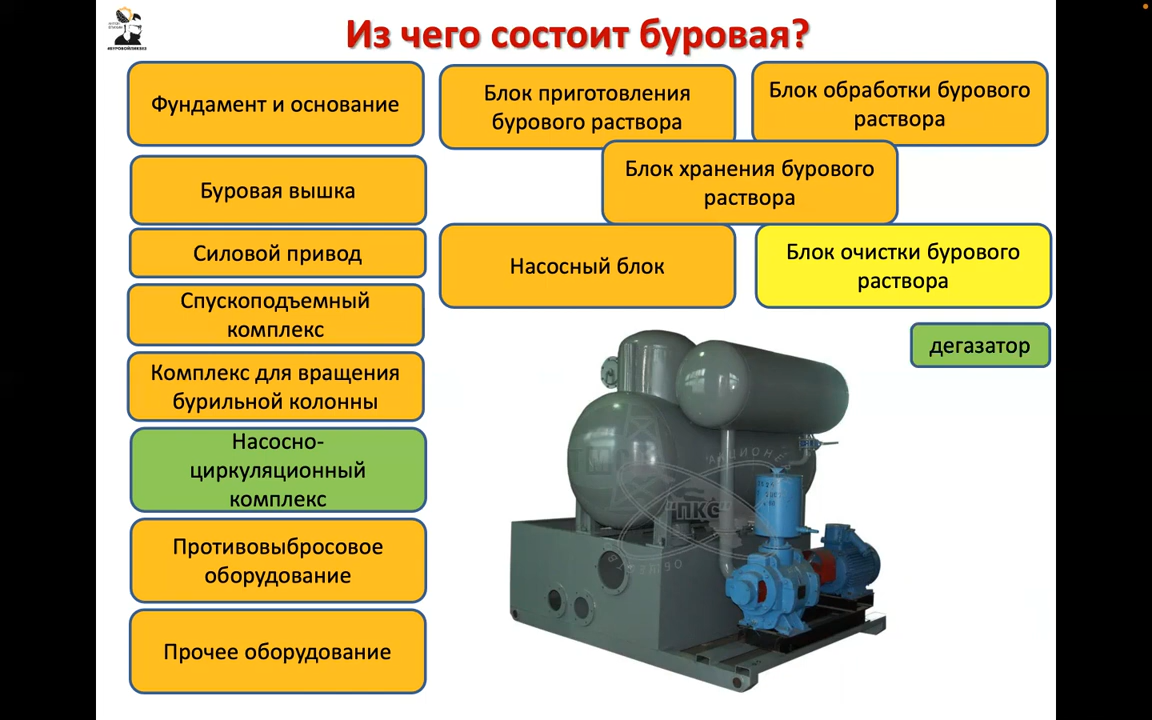 Из чего состоит буровая?
Фундамент и основание
Буровая вышка
Силовой привод
Спускоподъемный
комплекс
Комплекс для вращения
бурильной колонны
Насосно-
циркуляционный
комплекс
Противовыбросовое
оборудование
Прочее оборудование
Блок приготовления
бурового раствора
Блок обработки бурового
раствора
Блок хранения бурового
раствора
Насосный блок
Блок очистки бурового
раствора
дегазатор
"ПКС"